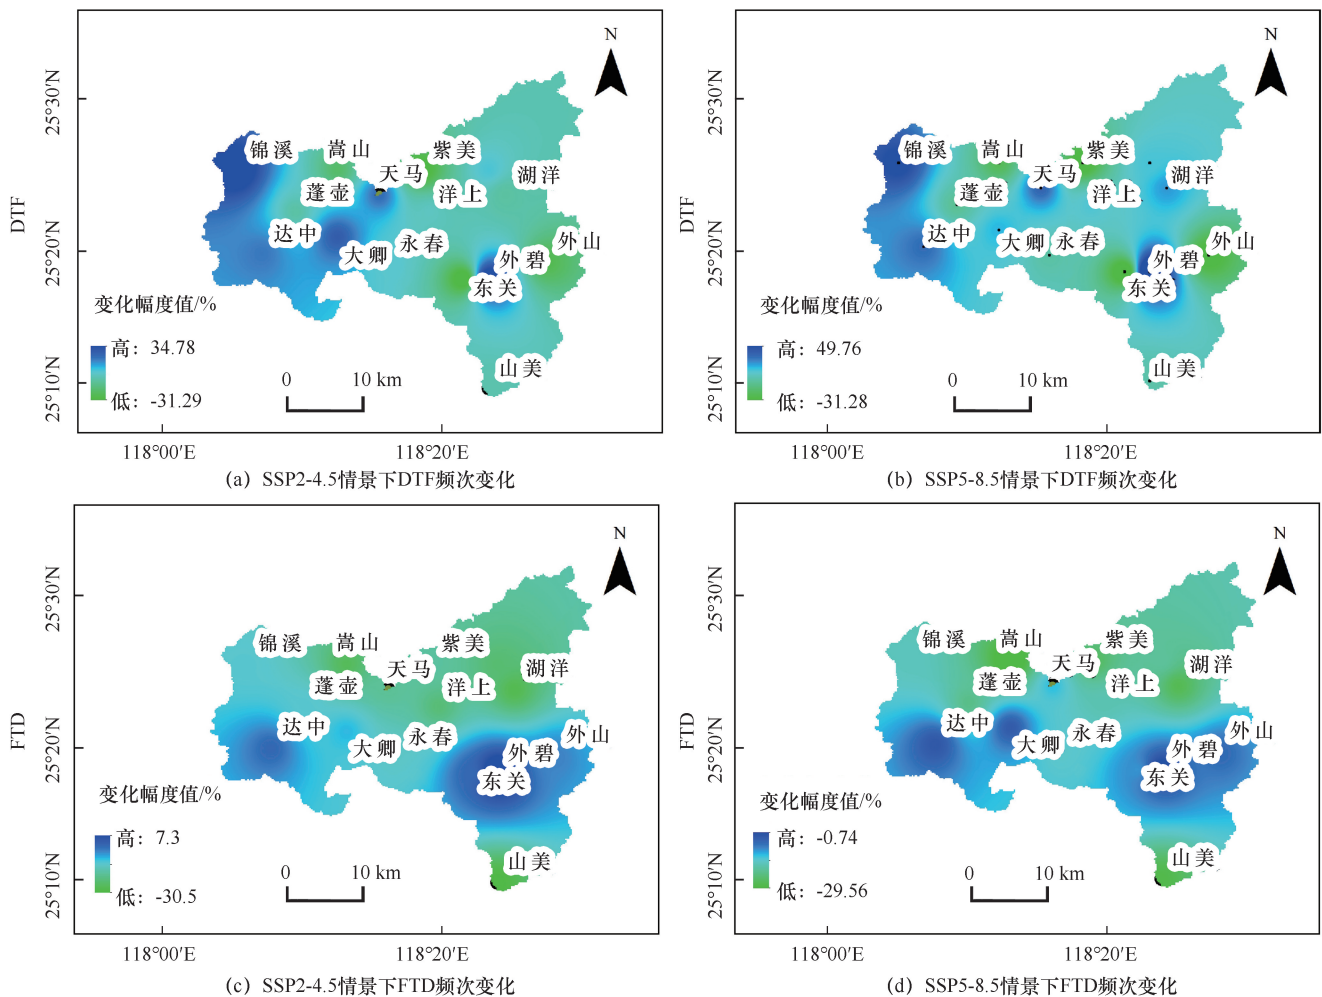 N
25°30′N
锦溪
嵩山
紫美
天马
湖洋
蓬壶
洋上
达中
永春
外山
大卿
外碧
东关
DTF
25°20′N
变化幅度值/%
高：34.78
低：-31.29
0
10 km
山美
25°10′N
118°00′E
118°20′E
(a) SSP2-4.5情景下DTF频次变化
N
25°30′N
锦溪
嵩山
紫美
天马
湖洋
蓬壶
洋上
达中
大卿
永春
外山
外碧
东关
DTF
25°20′N
变化幅度值/%
高：49.76
低：-31.28
0
10 km
山美
25°10′N
118°00′E
118°20′E
(b) SSP5-8.5情景下DTF频次变化
N
25°30′N
锦溪
嵩山
紫美
天马
湖洋
蓬壶
洋上
达中
永春
外山
大卿
外碧
东关
FTD
25°20′N
变化幅度值/%
高：7.3
低：-30.5
0
10 km
山美
25°10′N
118°00′E
118°20′E
(c) SSP2-4.5情景下FTD频次变化
N
25°30′N
锦溪
嵩山
紫美
天马
湖洋
蓬壶
洋上
达中
永春
外山
大卿
外碧
东关
FTD
25°20′N
变化幅度值/%
高：-0.74
低：-29.56
0
10 km
山美
25°10′N
118°00′E
118°20′E
(d) SSP5-8.5情景下FTD频次变化